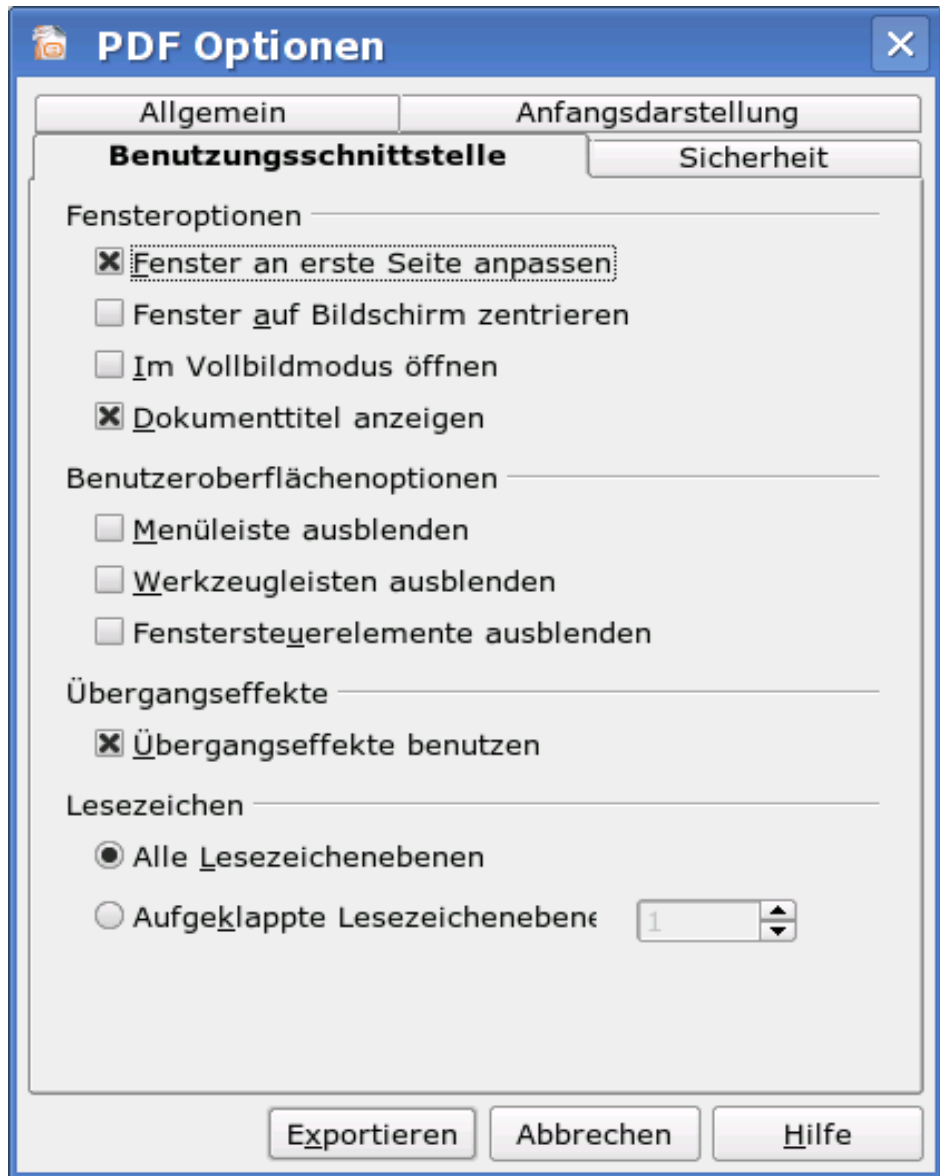 PDF Optionen
Allgemein
Anfangsdarstellung
Benutzungsschnittstelle
Sicherheit
Fensteroptionen
Fenster an erste Seite anpassen
Fenster auf Bildschirm zentrieren
Im Vollbildmodus öffnen
Dokumenttitel anzeigen
Benutzeroberflächenoptionen
Menüleiste ausblenden
Werkzeugleisten ausblenden
Fenstersteuerelemente ausblenden
Übergangseffekte
Übergangseffekte benutzen
Lesezeichen
Alle Lesezeichenebenen
Aufgeklappte Lesezeichenebene
1
Exportieren
Abbrechen
Hilfe